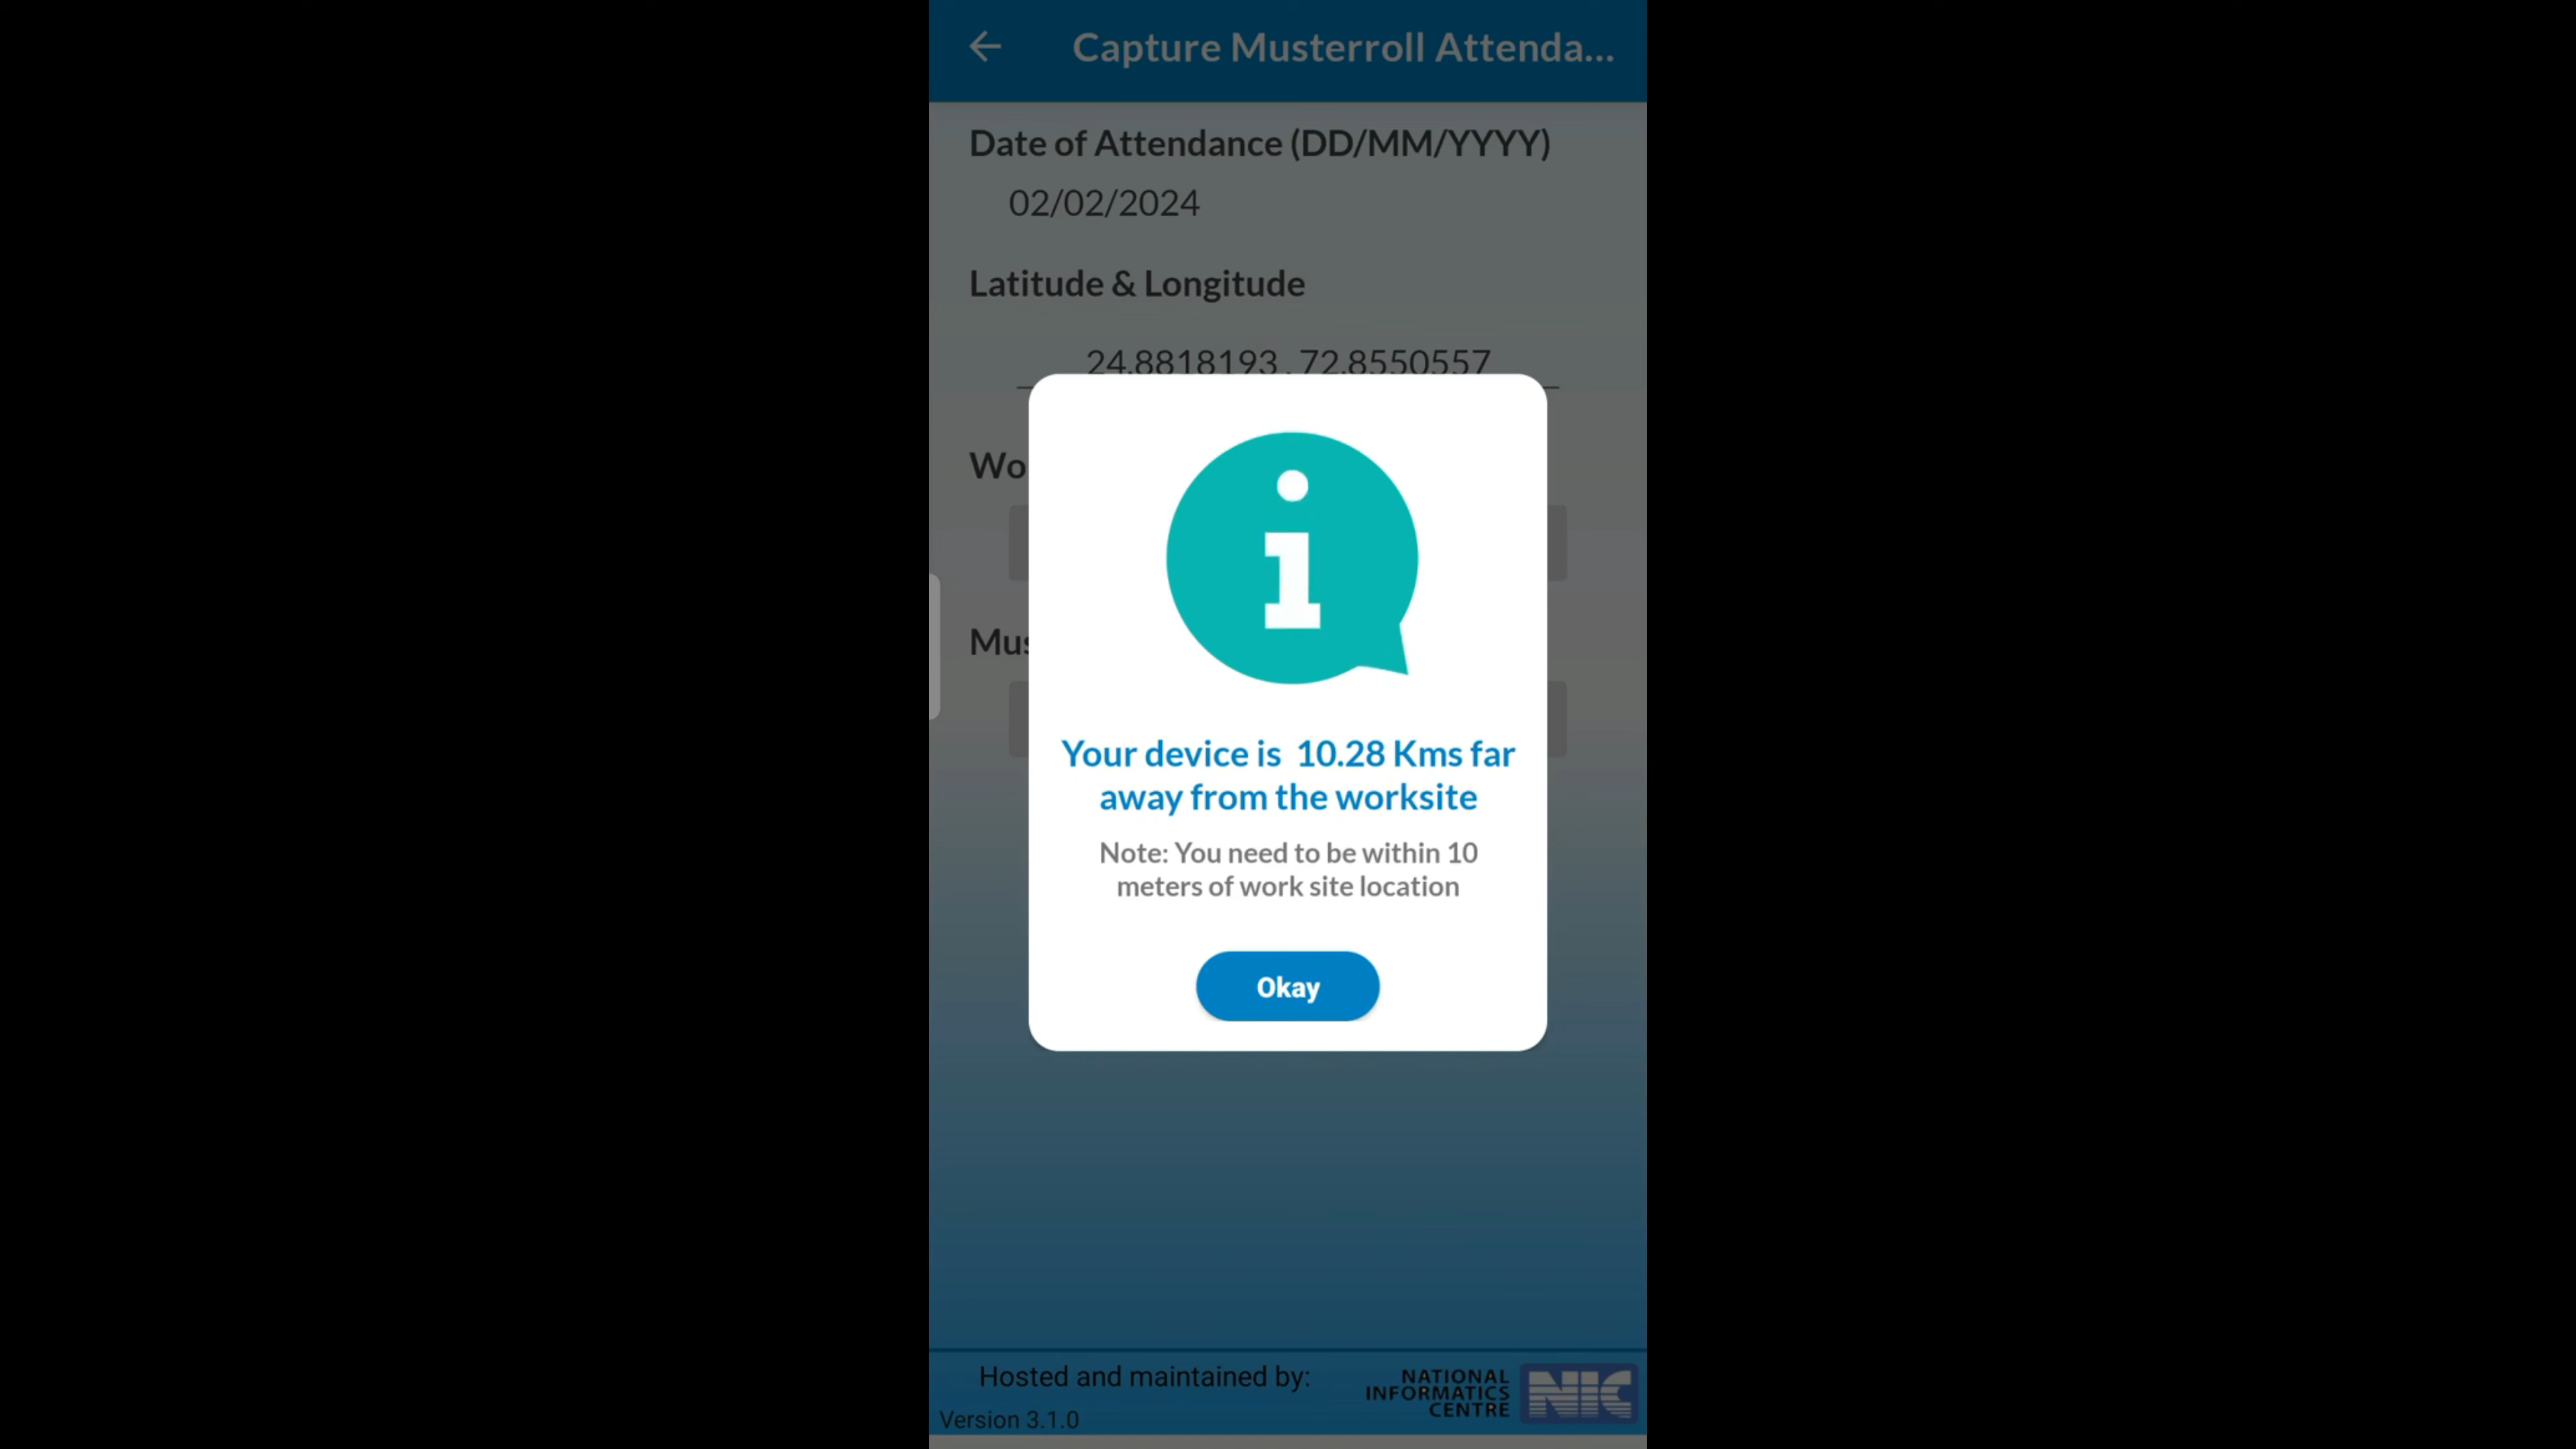 Capture Musterroll Attenda...
Date of Attendance (DD/MM/YYYY)
02/02/2024
Latitude & Longitude
24.8818193 , 72.8550557
Wo
Mus
Your device is 10.28 Kms far
away from the worksite
Note: You need to be within 10
meters of work site location
Okay
Hosted and maintained by:
NATIONAL
INFORMATICS
CENTRE
NIC
Version 3.1.0